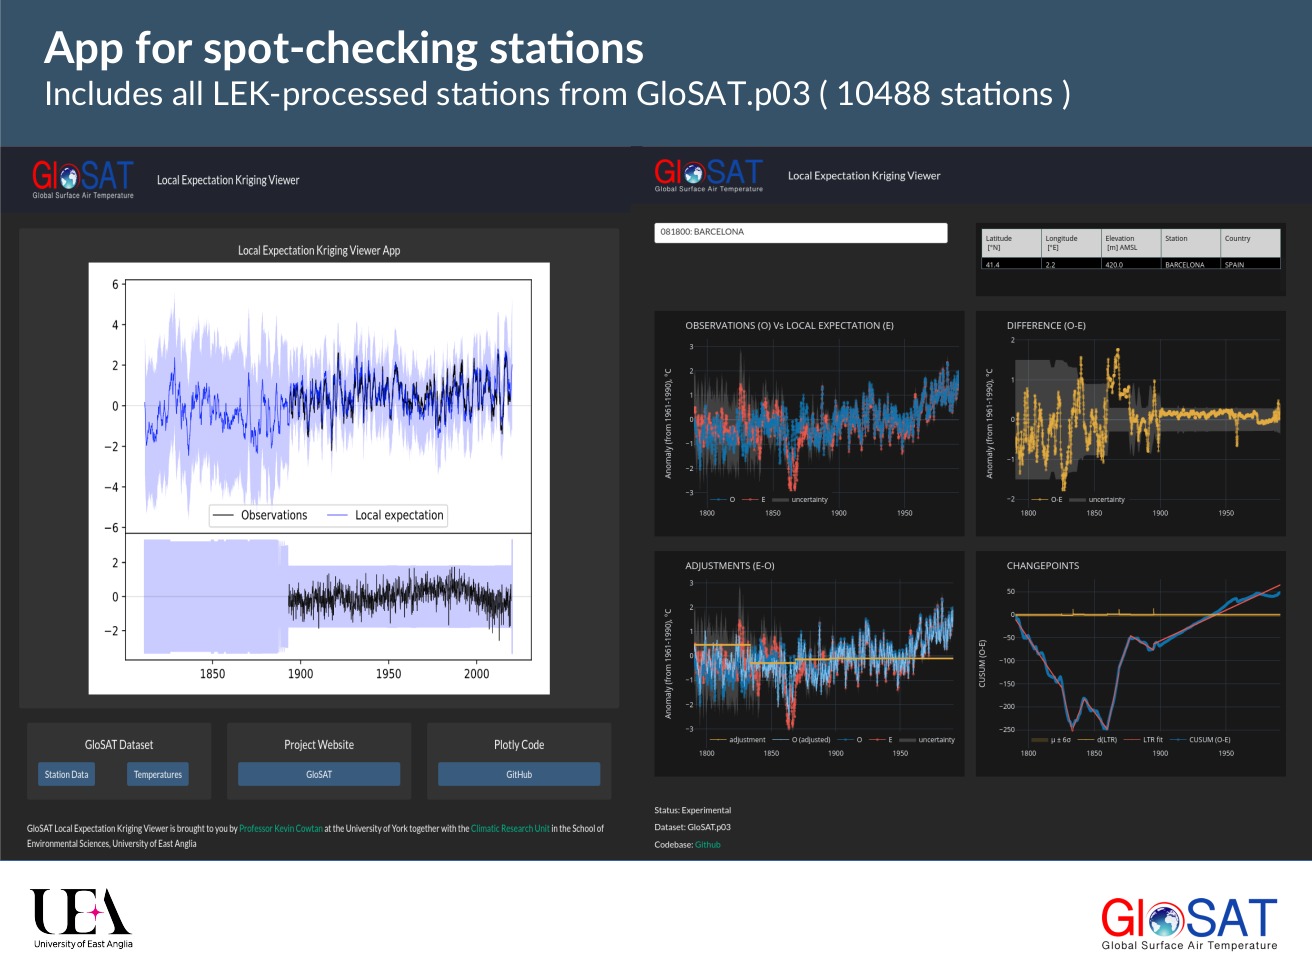 App for spot-checking stations
Includes all LEK-processed stations from GloSAT.p03 ( 10488 stations )
GloSAT
Global Surface Air Temperature
Local Expectation Kriging Viewer
Local Expectation Kriging Viewer App
6
4
2
0
−2
−4
−6
Observations
Local expectation
2
0
−2
1850
1900
1950
2000
GloSAT Dataset
Station Data
Temperatures
Project Website
GloSAT
Plotly Code
GitHub
GloSAT Local Expectation Kriging Viewer is brought to you by Professor Kevin Cowtan at the University of York together with the Climatic Research Unit in the School of
Environmental Sciences, University of East Anglia
GloSAT
Global Surface Air Temperature
Local Expectation Kriging Viewer
081800: BARCELONA
Latitude [°N]
Longitude [°E]
Elevation [m] AMSL
Station
Country
41.4
2.2
420.0
BARCELONA
SPAIN
OBSERVATIONS (O) Vs LOCAL EXPECTATION (E)
Anomaly (from 1961-1990), °C
3
2
1
0
−1
−2
−3
O
E
uncertainty
1800
1850
1900
1950
DIFFERENCE (O-E)
Anomaly (from 1961-1990), °C
2
1
0
−1
−2
O-E
uncertainty
1800
1850
1900
1950
ADJUSTMENTS (E-O)
Anomaly (from 1961-1990), °C
3
2
1
0
−1
−2
−3
adjustment
O (adjusted)
O
E
uncertainty
1800
1850
1900
1950
CHANGEPOINTS
CUSUM (O-E)
50
0
−50
−100
−150
−200
−250
μ ± 6σ
d(LTR)
LTR fit
CUSUM (O-E)
1800
1850
1900
1950
Status: Experimental
Dataset: GloSAT.p03
Codebase: Github
UEA
University of East Anglia
GloSAT
Global Surface Air Temperature